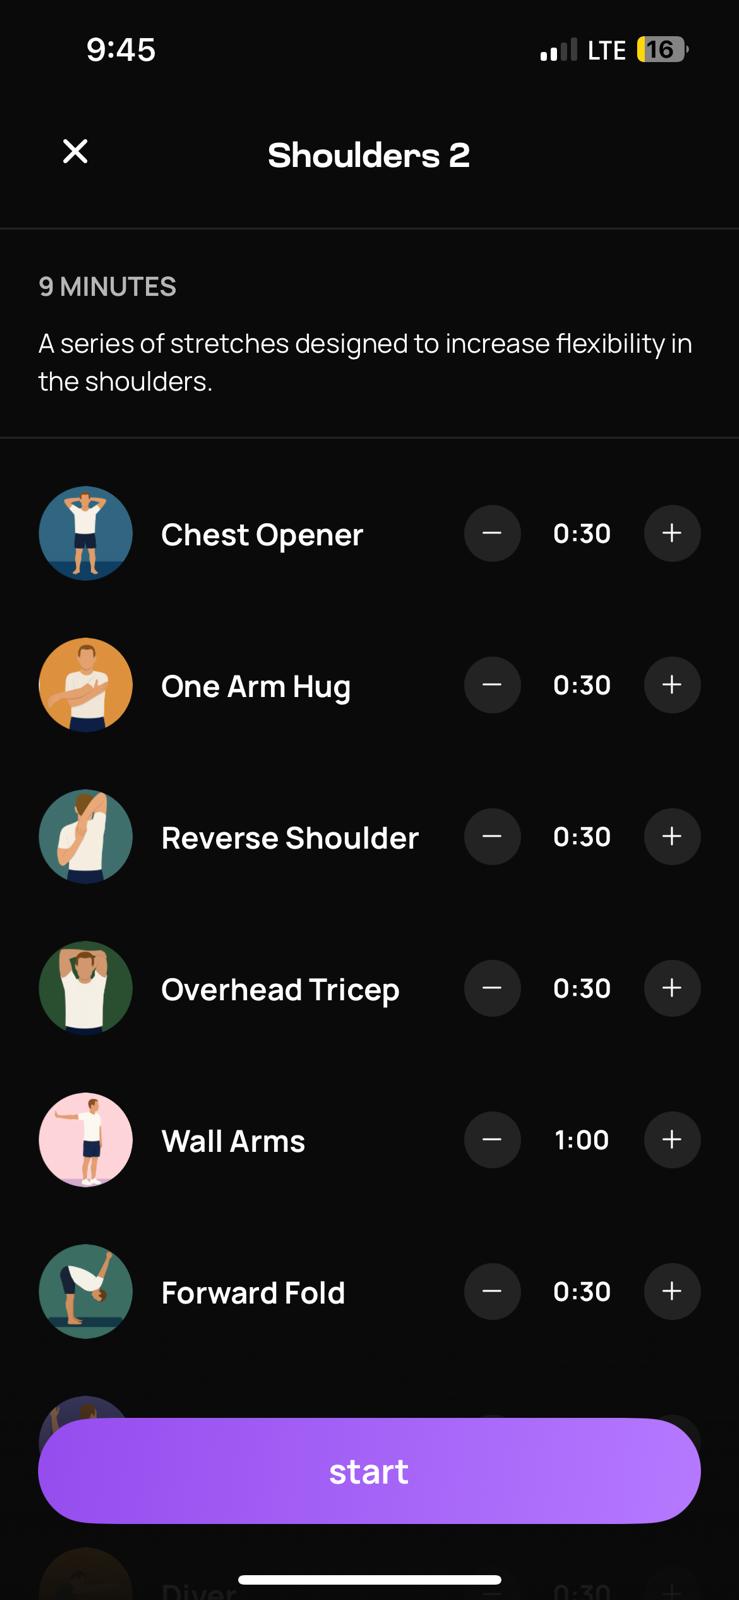 9:45
LTE 16
Shoulders 2
9 MINUTES
A series of stretches designed to increase flexibility in
the shoulders.
Chest Opener 0:30
One Arm Hug 0:30
Reverse Shoulder 0:30
Overhead Tricep 0:30
Wall Arms 1:00
Forward Fold 0:30
start
Diver 0:30